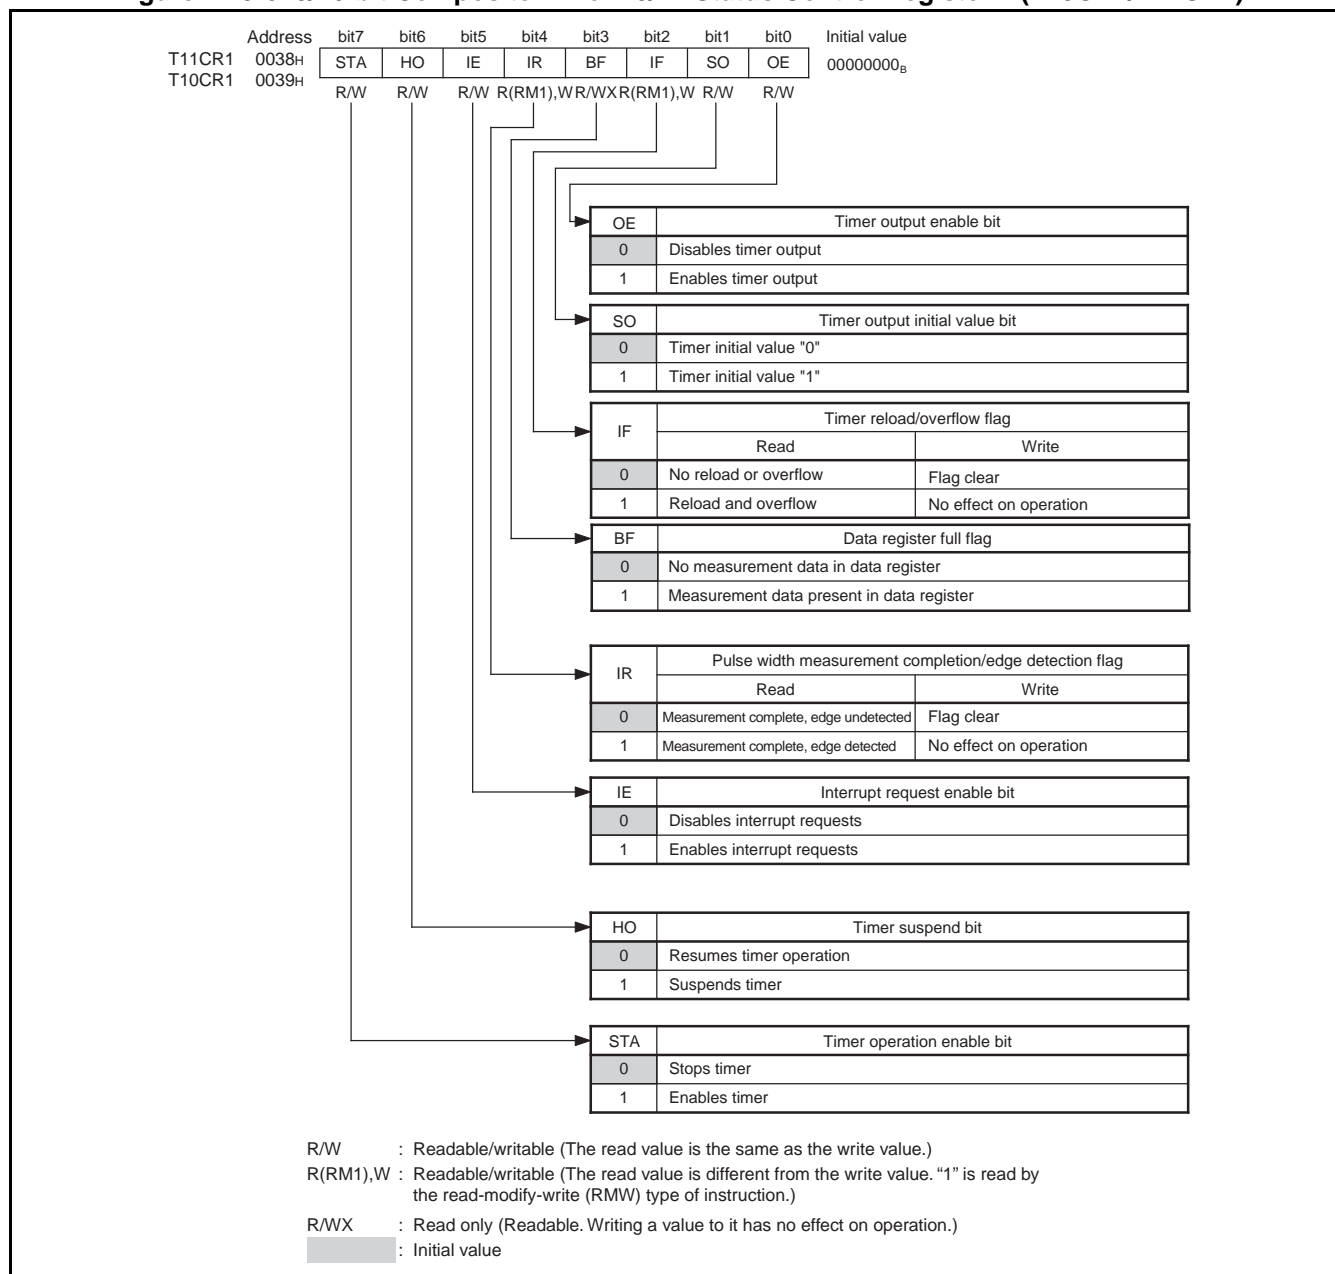 Address bit7 bit6 bit5 bit4 bit3 bit2 bit1 bit0 Initial value
T11CR1 0038H STA HO IE IR BF IF SO OE 00000000B
T10CR1 0039H
R/W R/W R/W R(RM1),W R/WX R(RM1),W R/W R/W
OE Timer output enable bit
0 Disables timer output
1 Enables timer output
SO Timer output initial value bit
0 Timer initial value "0"
1 Timer initial value "1"
IF Timer reload/overflow flag
Read Write
0 No reload or overflow Flag clear
1 Reload and overflow No effect on operation
BF Data register full flag
0 No measurement data in data register
1 Measurement data present in data register
IR Pulse width measurement completion/edge detection flag
Read Write
0 Measurement complete, edge undetected Flag clear
1 Measurement complete, edge detected No effect on operation
IE Interrupt request enable bit
0 Disables interrupt requests
1 Enables interrupt requests
HO Timer suspend bit
0 Resumes timer operation
1 Suspends timer
STA Timer operation enable bit
0 Stops timer
1 Enables timer
R/W : Readable/writable (The read value is the same as the write value.)
R(RM1),W : Readable/writable (The read value is different from the write value. “1” is read by
the read-modify-write (RMW) type of instruction.)
R/WX : Read only (Readable. Writing a value to it has no effect on operation.)
: Initial value